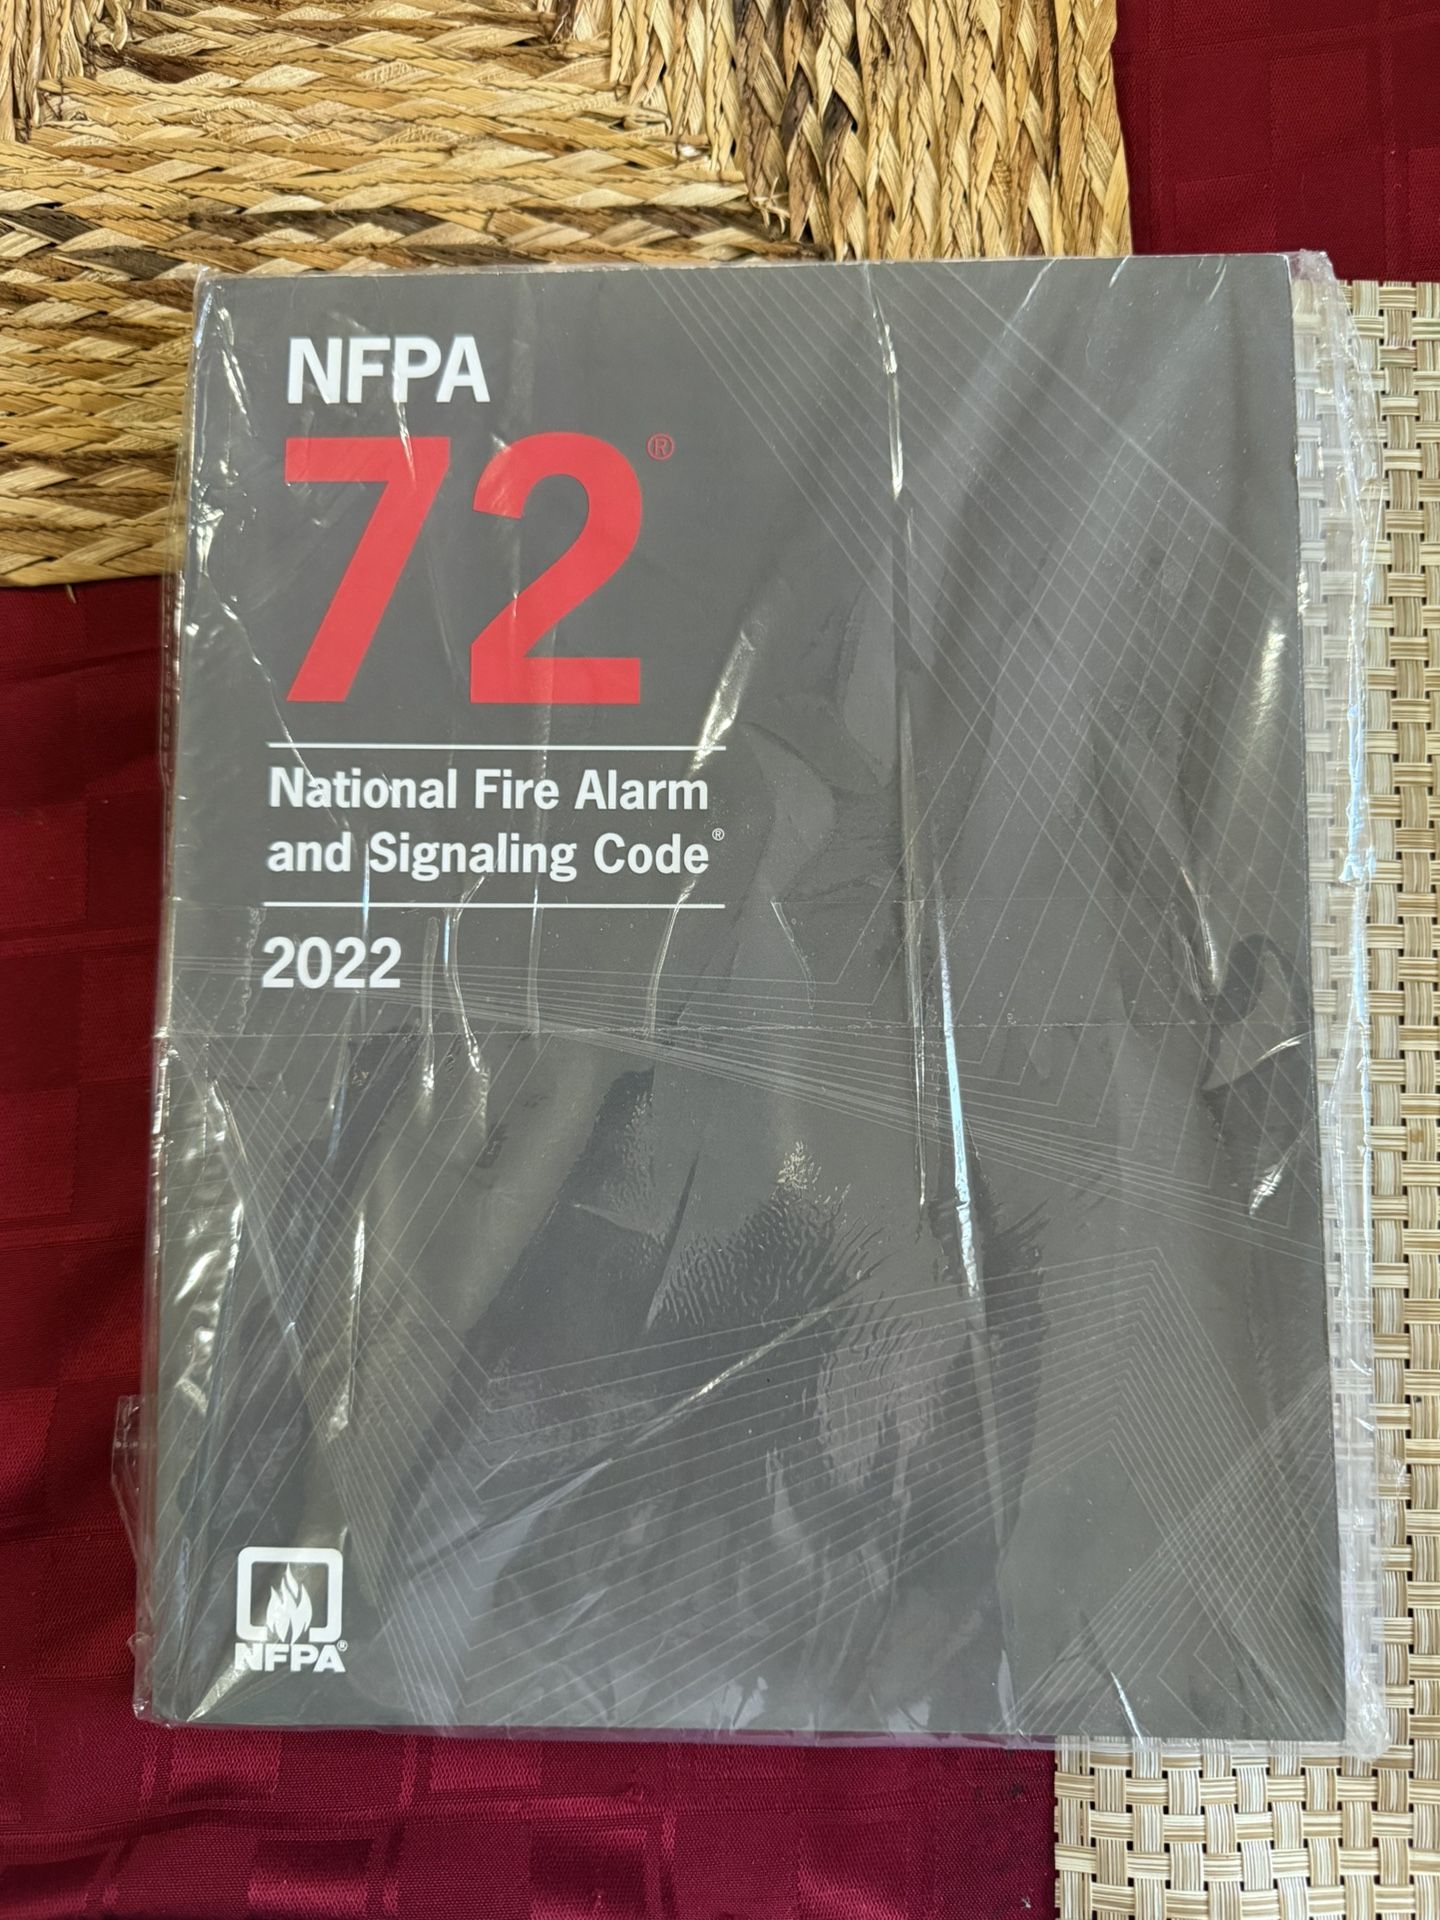 NFPA
72®
National Fire Alarm
and Signaling Code®
2022
NFPA®